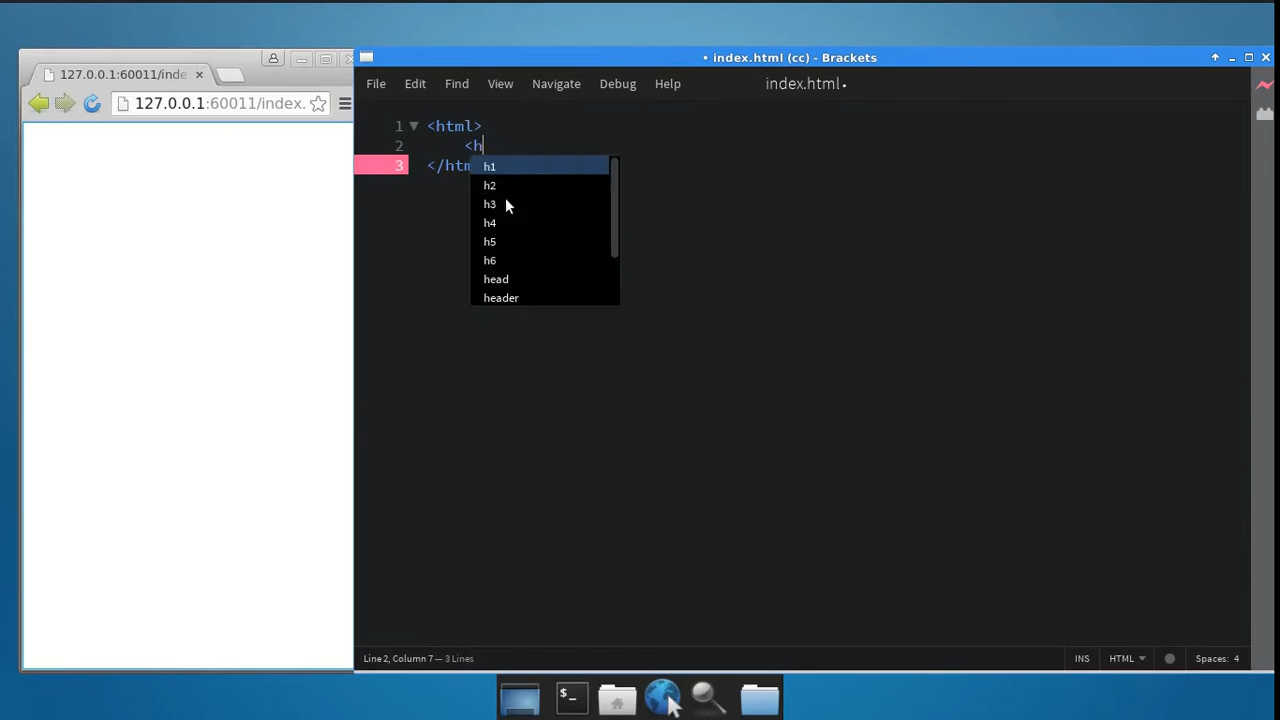 127.0.0.1:60011/inde
127.0.0.1:60011/index.
• index.html (cc) - Brackets
File Edit Find View Navigate Debug Help
index.html •
1 <html>
2 <h
3 </htm
h1
h2
h3
h4
h5
h6
head
header
Line 2, Column 7 — 3 Lines
INS HTML Spaces: 4
$_